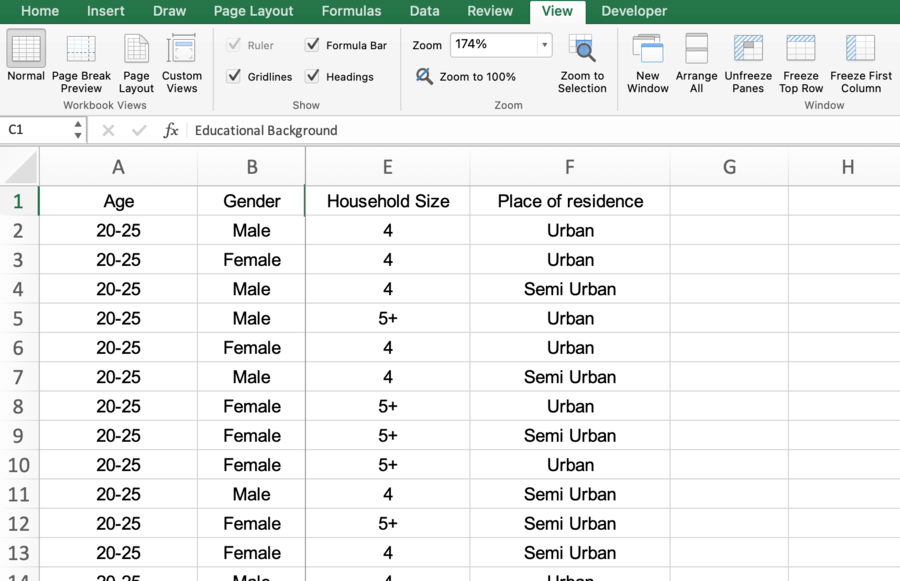 Home Insert Draw Page Layout Formulas Data Review View Developer
Ruler Formula Bar Zoom 174%
Gridlines Headings Zoom to 100%
Normal Page Break Preview Page Layout Custom Views Zoom to Selection New Window Arrange All Unfreeze Panes Freeze Top Row Freeze First Column
Workbook Views Show Zoom Window
C1 fx Educational Background
A B E F G H
1 Age Gender Household Size Place of residence
2 20-25 Male 4 Urban
3 20-25 Female 4 Urban
4 20-25 Male 4 Semi Urban
5 20-25 Male 5+ Urban
6 20-25 Female 4 Urban
7 20-25 Male 4 Semi Urban
8 20-25 Female 5+ Urban
9 20-25 Female 5+ Semi Urban
10 20-25 Female 5+ Urban
11 20-25 Male 4 Semi Urban
12 20-25 Female 5+ Semi Urban
13 20-25 Female 4 Semi Urban
14 20-25 Male 4 Urban